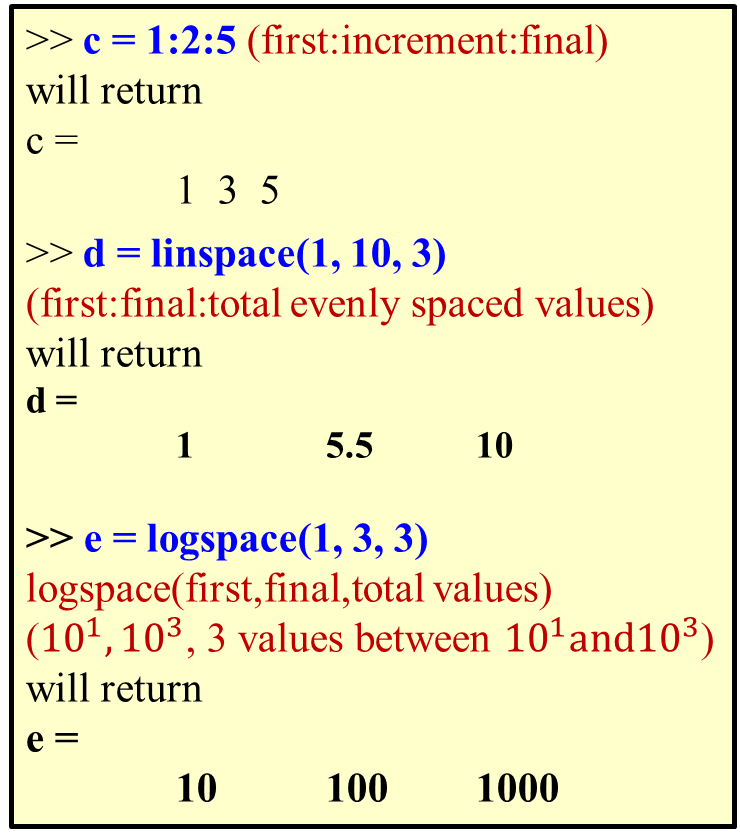 >> c = 1:2:5 (first:increment:final)
will return
c =
1 3 5
>> d = linspace(1, 10, 3)
(first:final:total evenly spaced values)
will return
d =
1 5.5 10
>> e = logspace(1, 3, 3)
logspace(first,final,total values)
(10¹, 10³, 3 values between 10¹and10³)
will return
e =
10 100 1000